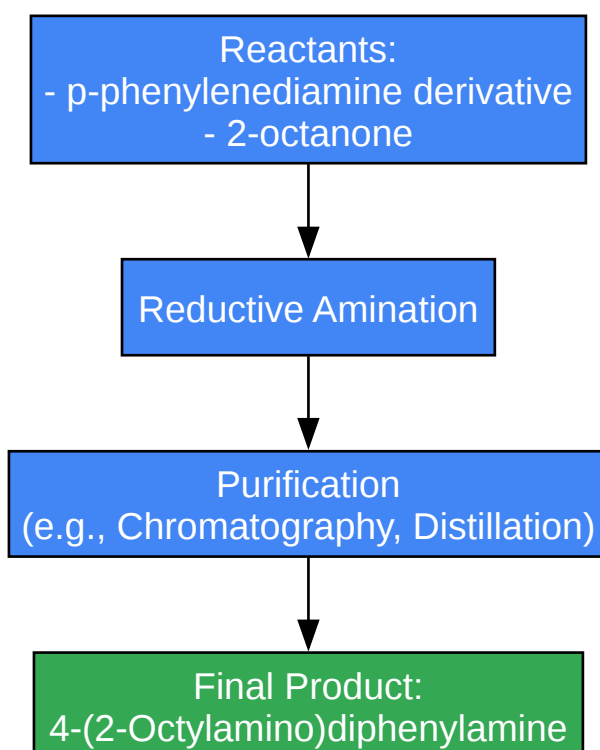 Reactants:
- p-phenylenediamine derivative
- 2-octanone
Reductive Amination
Purification
(e.g., Chromatography, Distillation)
Final Product:
4-(2-Octylamino)diphenylamine